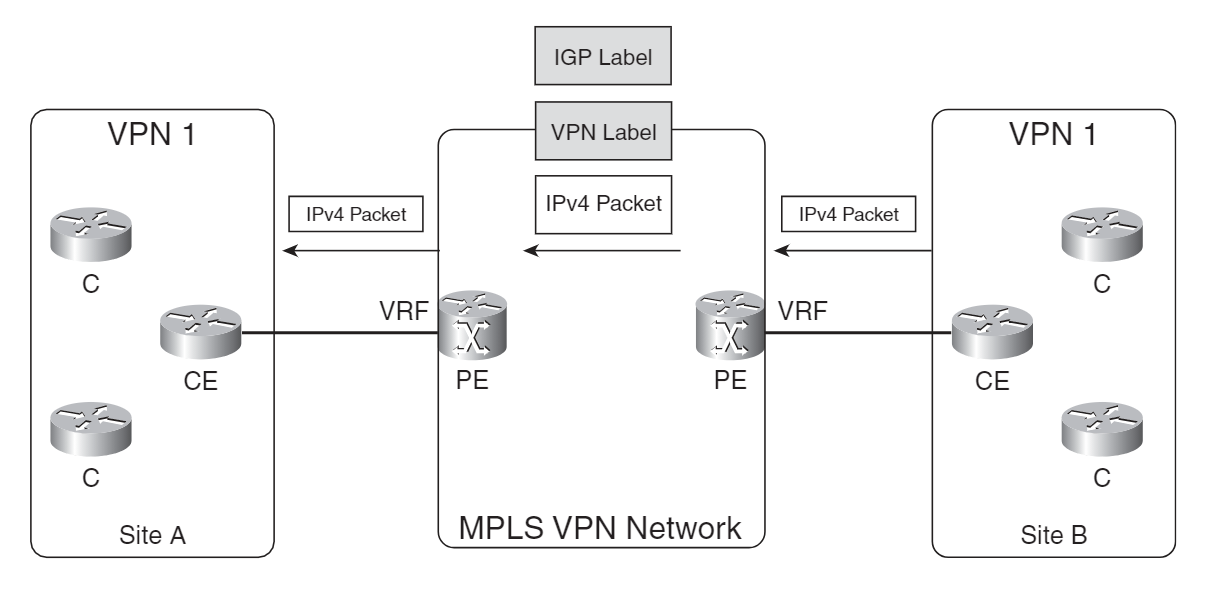 IGP Label
VPN Label
IPv4 Packet
VPN 1
IPv4 Packet
C
CE
C
Site A
VRF
PE
PE
MPLS VPN Network
VRF
IPv4 Packet
VPN 1
C
CE
C
Site B